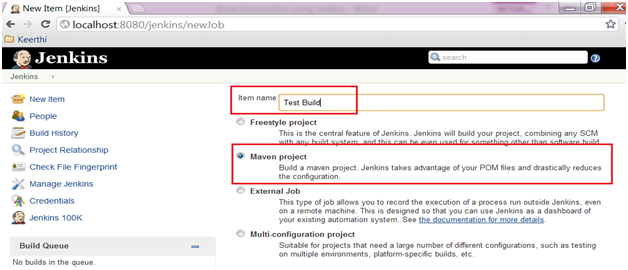 New Item [Jenkins]
localhost:8080/jenkins/newJob
Keerthi
Jenkins
search
Jenkins
New Item
People
Build History
Project Relationship
Check File Fingerprint
Manage Jenkins
Credentials
Jenkins 100K
Build Queue
No builds in the queue.
Item name
Test Build
Freestyle project
This is the central feature of Jenkins. Jenkins will build your project, combining any SCM
with any build system, and this can be even used for something other than software build
Maven project
Build a maven project. Jenkins takes advantage of your POM files and drastically reduces
the configuration.
External Job
This type of job allows you to record the execution of a process run outside Jenkins, even
on a remote machine. This is designed so that you can use Jenkins as a dashboard of
your existing automation system. See the documentation for more details.
Multi-configuration project
Suitable for projects that need a large number of different configurations, such as testing
on multiple environments, platform-specific builds, etc.